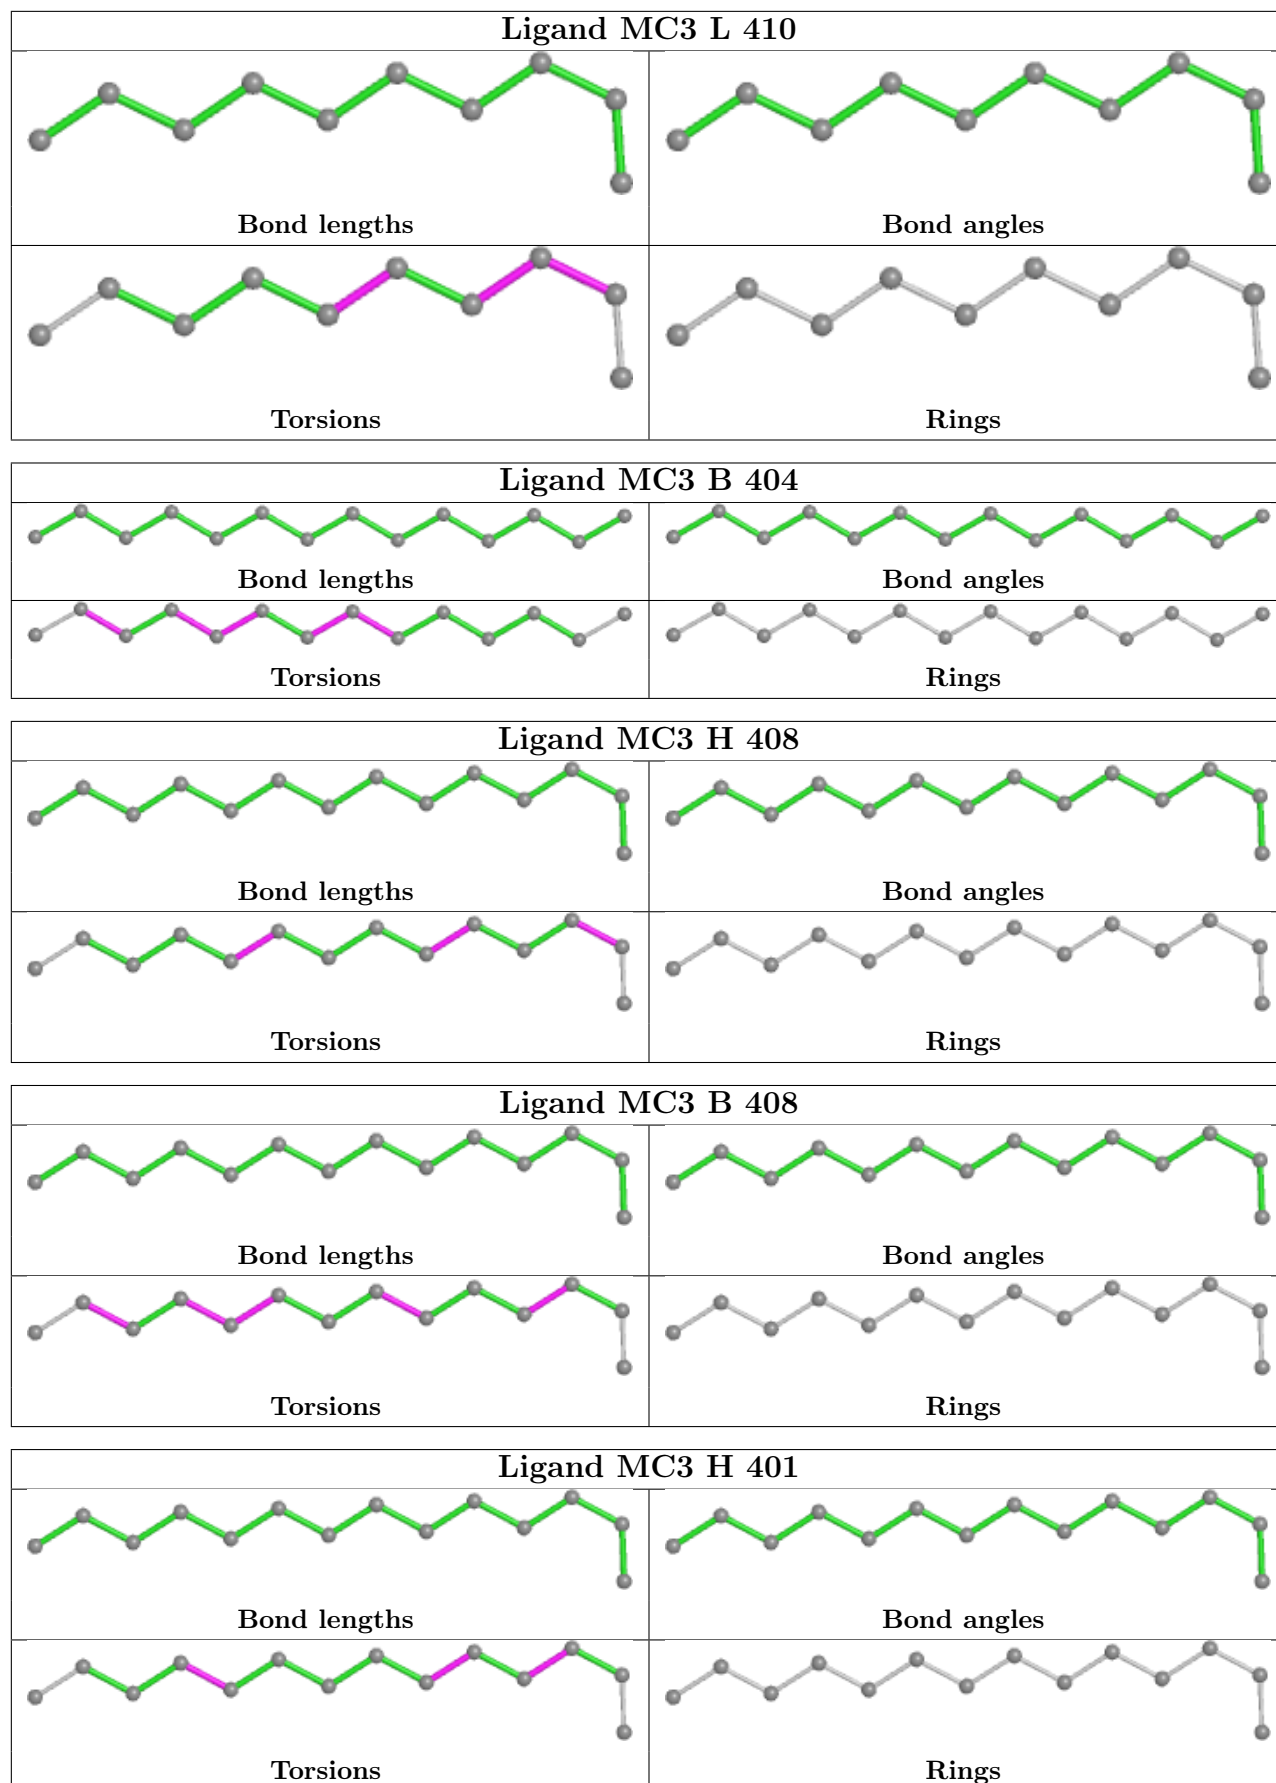 Ligand MC3 L 410
Bond lengths
Bond angles
Torsions
Rings
Ligand MC3 B 404
Bond lengths
Bond angles
Torsions
Rings
Ligand MC3 H 408
Bond lengths
Bond angles
Torsions
Rings
Ligand MC3 B 408
Bond lengths
Bond angles
Torsions
Rings
Ligand MC3 H 401
Bond lengths
Bond angles
Torsions
Rings